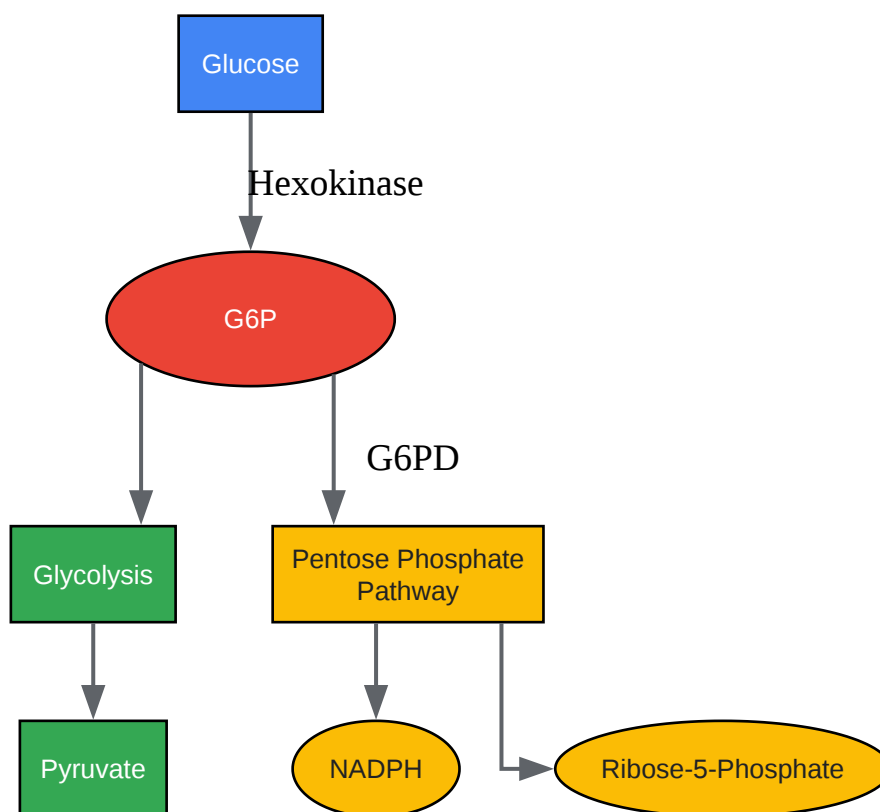 Glucose
Hexokinase
G6P
G6PD
Glycolysis
Pentose Phosphate
Pathway
Pyruvate
NADPH
Ribose-5-Phosphate